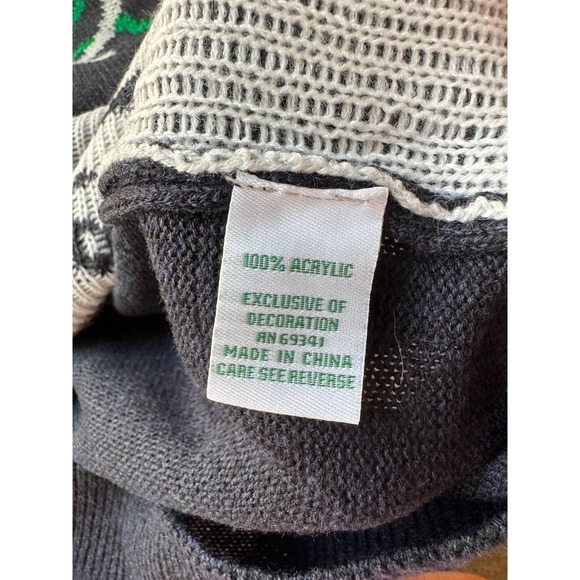 100% ACRYLIC
EXCLUSIVE OF
DECORATION
RN 69341
MADE IN CHINA
CARE SEE REVERSE